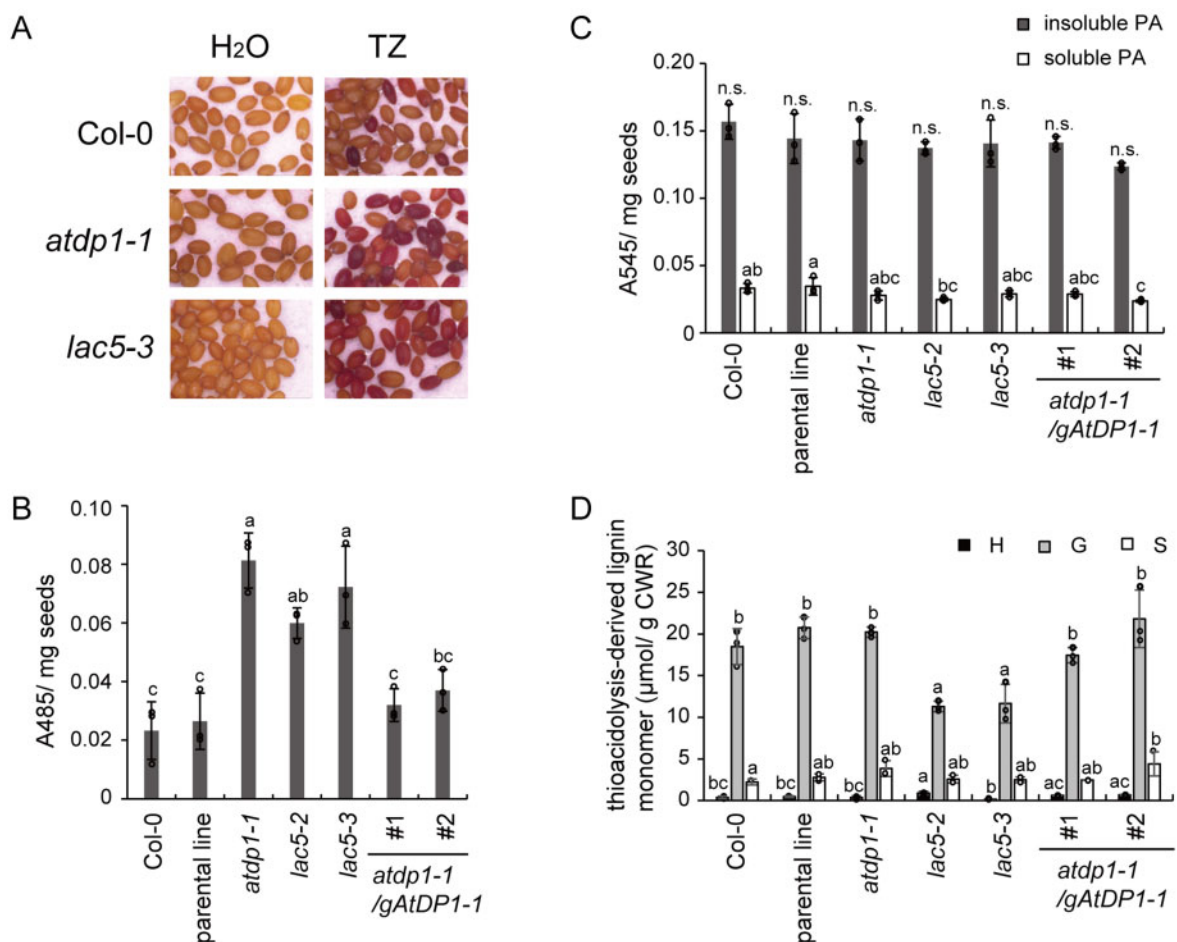 A
H2O TZ
Col-0
atdp1-1
lac5-3
B
A485/ mg seeds
0.10
0.08
0.06
0.04
0.02
0
c c a ab a c bc
Col-0
parental line
atdp1-1
lac5-2
lac5-3
#1
#2
atdp1-1
/gAtDP1-1
C
insoluble PA
soluble PA
A545/ mg seeds
0.20
0.15
0.10
0.05
0
n.s. n.s. n.s. n.s. n.s. n.s. n.s.
ab a abc bc abc abc c
Col-0
parental line
atdp1-1
lac5-2
lac5-3
#1
#2
atdp1-1
/gAtDP1-1
D
H G S
thioacidolysis-derived lignin
monomer (μmol/ g CWR)
30
25
20
15
10
5
0
b b b a a b b
bc a bc ab bc ab a ab b ab ac ab ac b
Col-0
parental line
atdp1-1
lac5-2
lac5-3
#1
#2
atdp1-1
/gAtDP1-1